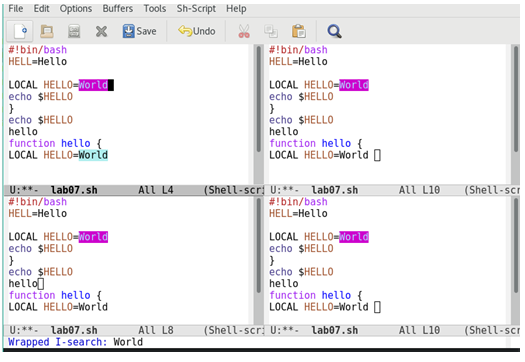 File Edit Options Buffers Tools Sh-Script Help
Save Undo
#!bin/bash
HELL=Hello
LOCAL HELLO=World
echo $HELLO
}
echo $HELLO
hello
function hello {
LOCAL HELLO=World
U:**- lab07.sh All L4 (Shell-scri
#!bin/bash
HELL=Hello
LOCAL HELLO=World
echo $HELLO
}
echo $HELLO
hello
function hello {
LOCAL HELLO=World
U:**- lab07.sh All L10 (Shell-scr
#!bin/bash
HELL=Hello
LOCAL HELLO=World
echo $HELLO
}
echo $HELLO
hello
function hello {
LOCAL HELLO=World
U:**- lab07.sh All L8 (Shell-scri
#!bin/bash
HELL=Hello
LOCAL HELLO=World
echo $HELLO
}
echo $HELLO
hello
function hello {
LOCAL HELLO=World
U:**- lab07.sh All L10 (Shell-scr
Wrapped I-search: World